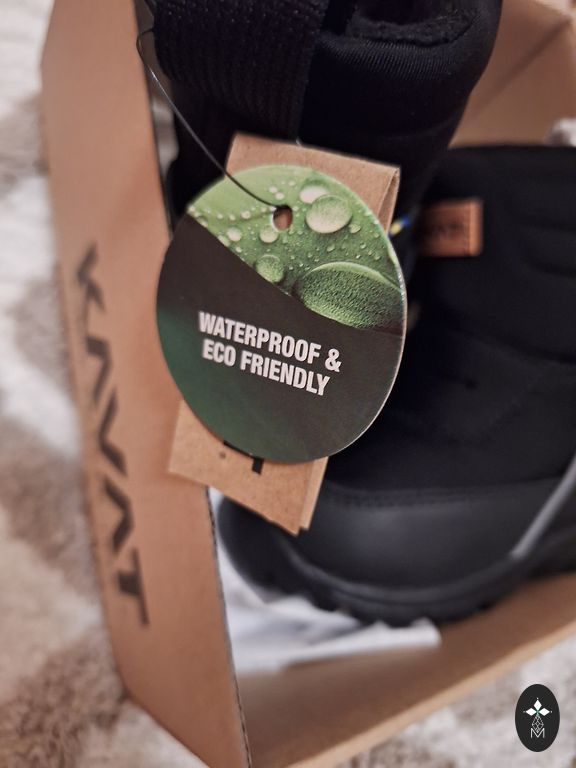 WATERPROOF &
ECO FRIENDLY
KAVAT
M